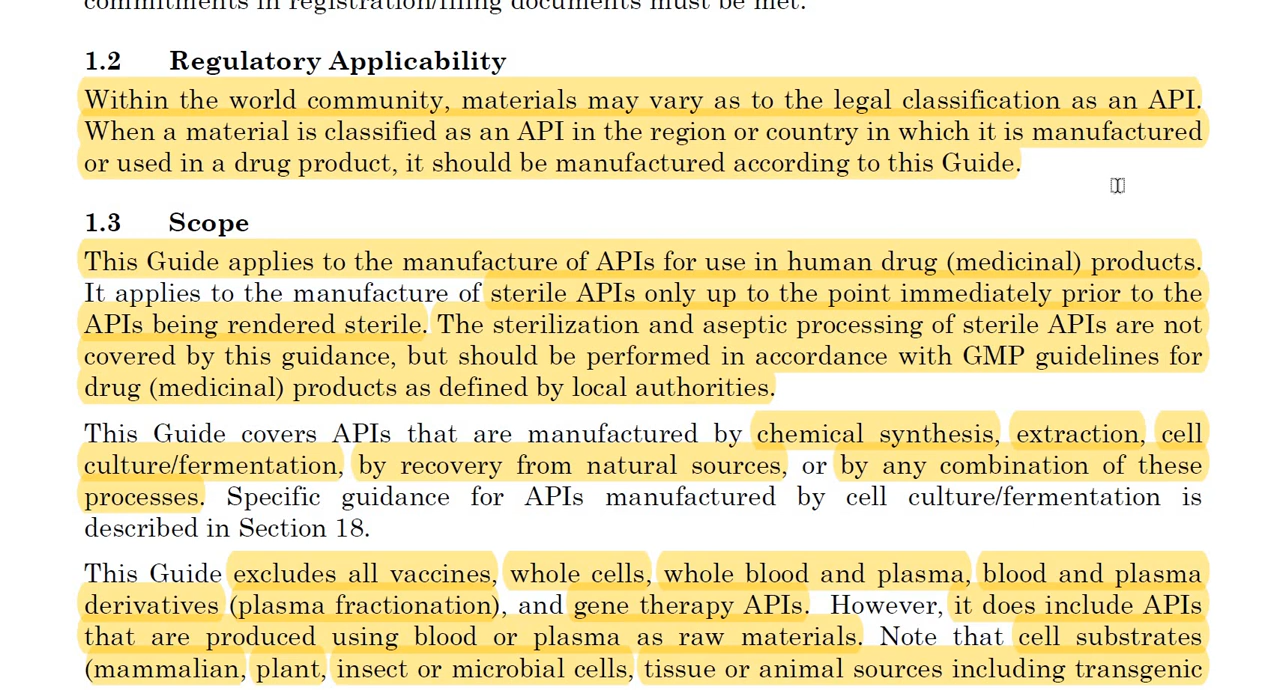 commitments in registration/filing documents must be met.
1.2 Regulatory Applicability
Within the world community, materials may vary as to the legal classification as an API.
When a material is classified as an API in the region or country in which it is manufactured
or used in a drug product, it should be manufactured according to this Guide.
1.3 Scope
This Guide applies to the manufacture of APIs for use in human drug (medicinal) products.
It applies to the manufacture of sterile APIs only up to the point immediately prior to the
APIs being rendered sterile. The sterilization and aseptic processing of sterile APIs are not
covered by this guidance, but should be performed in accordance with GMP guidelines for
drug (medicinal) products as defined by local authorities.
This Guide covers APIs that are manufactured by chemical synthesis, extraction, cell
culture/fermentation, by recovery from natural sources, or by any combination of these
processes. Specific guidance for APIs manufactured by cell culture/fermentation is
described in Section 18.
This Guide excludes all vaccines, whole cells, whole blood and plasma, blood and plasma
derivatives (plasma fractionation), and gene therapy APIs. However, it does include APIs
that are produced using blood or plasma as raw materials. Note that cell substrates
(mammalian, plant, insect or microbial cells, tissue or animal sources including transgenic